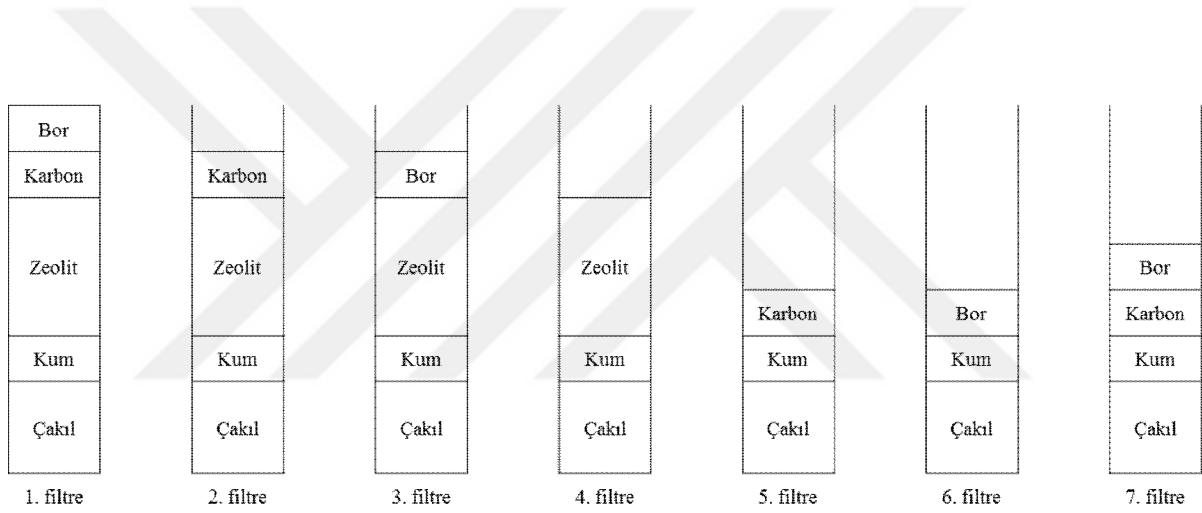 Bor
Karbon
Zeolit
Kum
Çakıl
1. filtre
Karbon
Zeolit
Kum
Çakıl
2. filtre
Bor
Zeolit
Kum
Çakıl
3. filtre
Zeolit
Kum
Çakıl
4. filtre
Karbon
Kum
Çakıl
5. filtre
Bor
Kum
Çakıl
6. filtre
Bor
Karbon
Kum
Çakıl
7. filtre